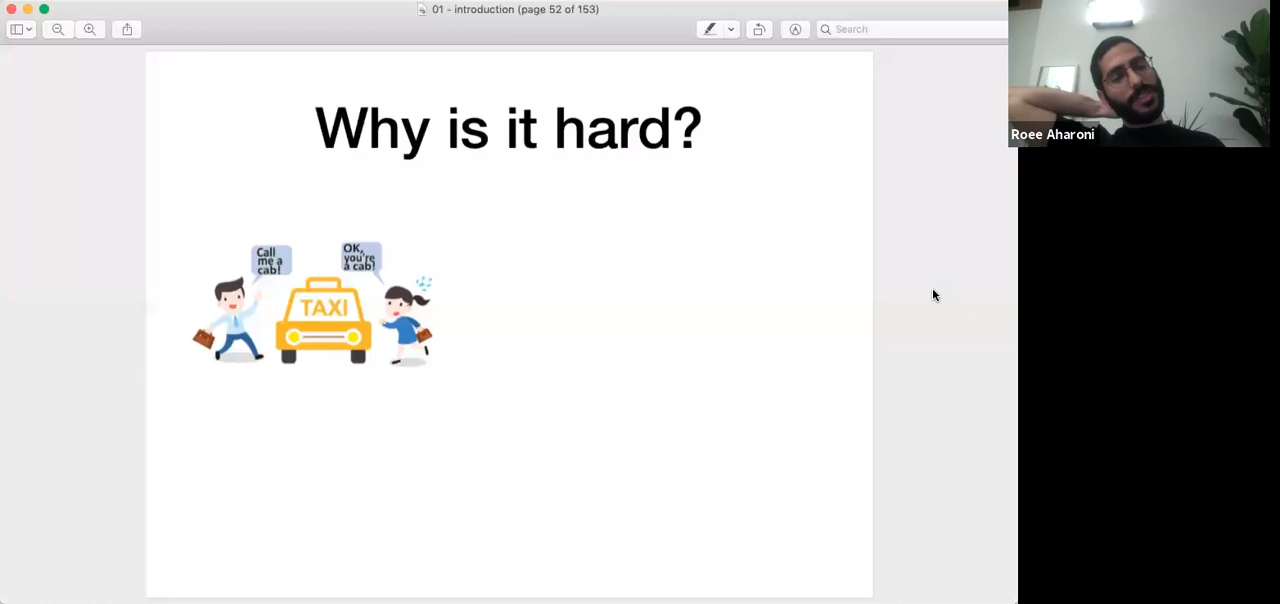 01 - introduction (page 52 of 153)
Search
Why is it hard?
Call
me a
cab!
OK,
you're
a cab!
TAXI
Roee Aharoni